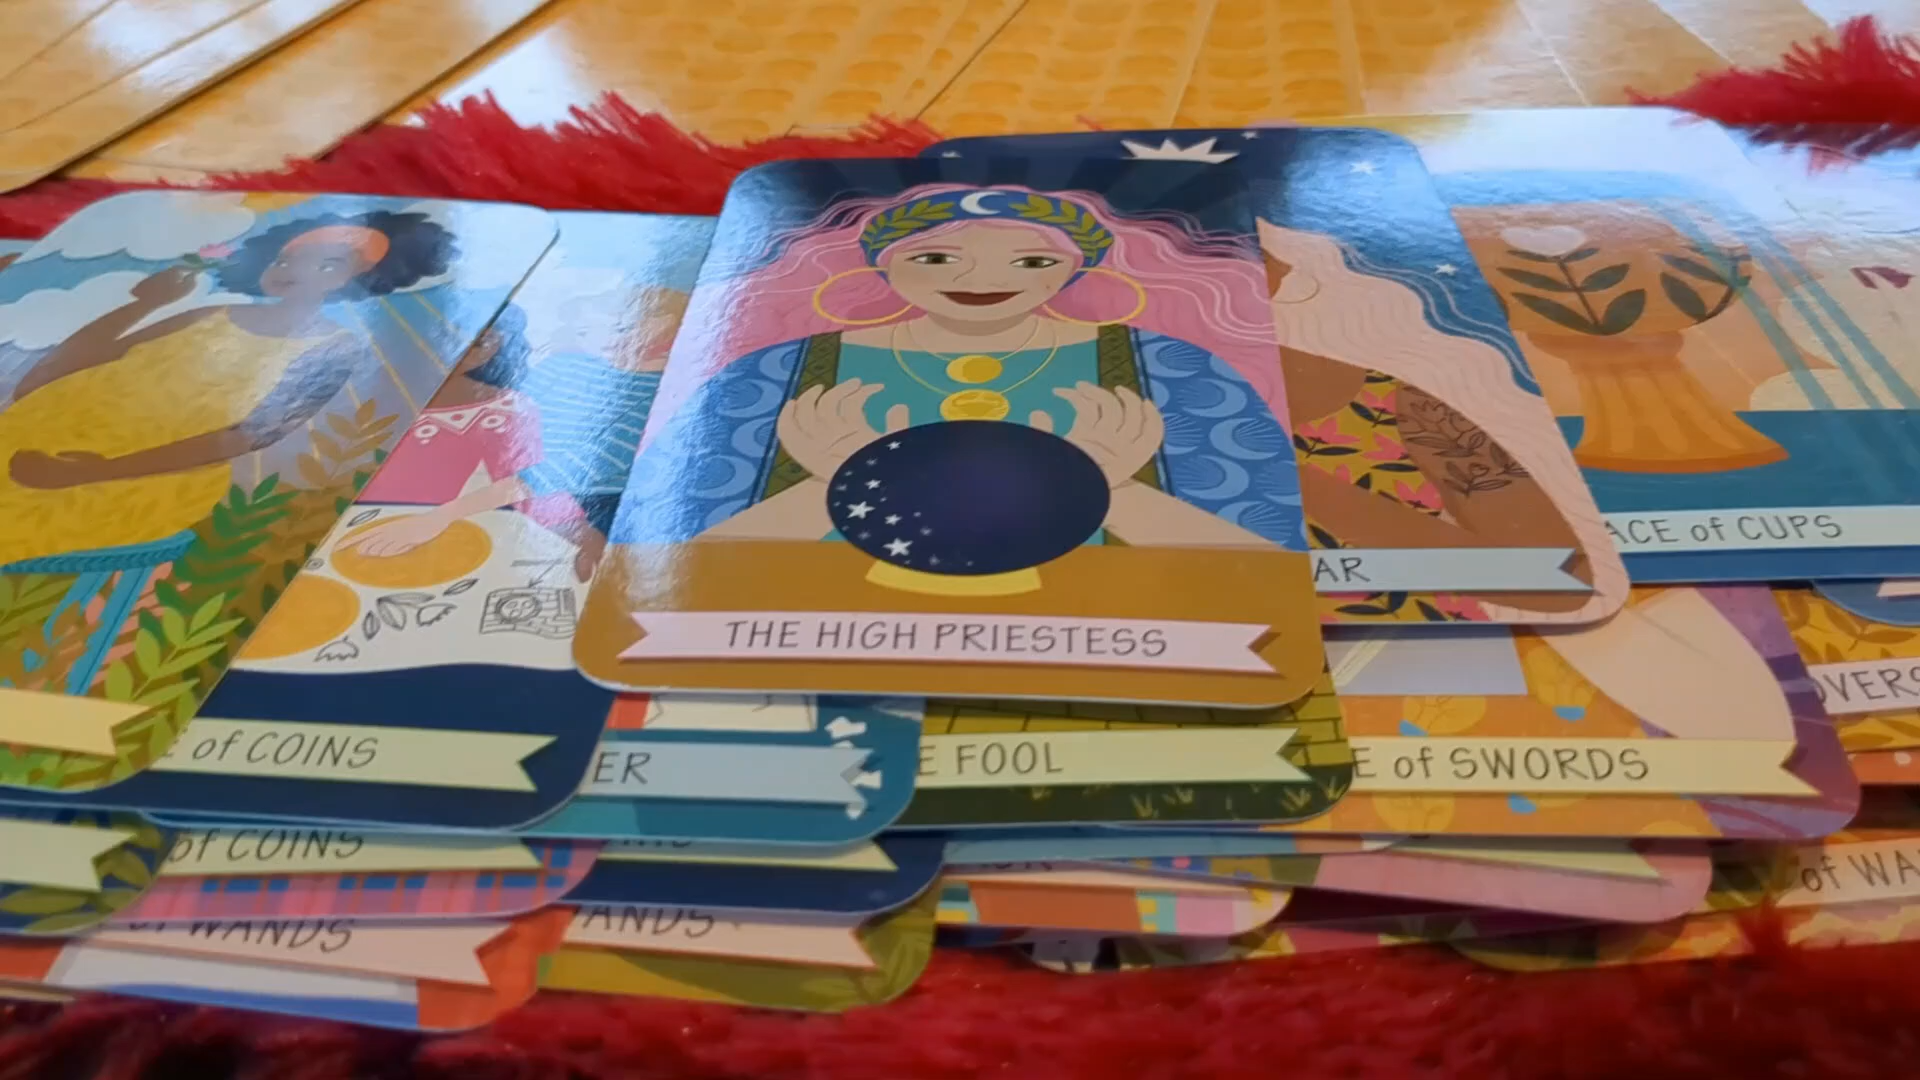 THE HIGH PRIESTESS
AR
ACE of CUPS
OVERS
of COINS
ER
E FOOL
E of SWORDS
of COINS
of WA
of WANDS
ANDS